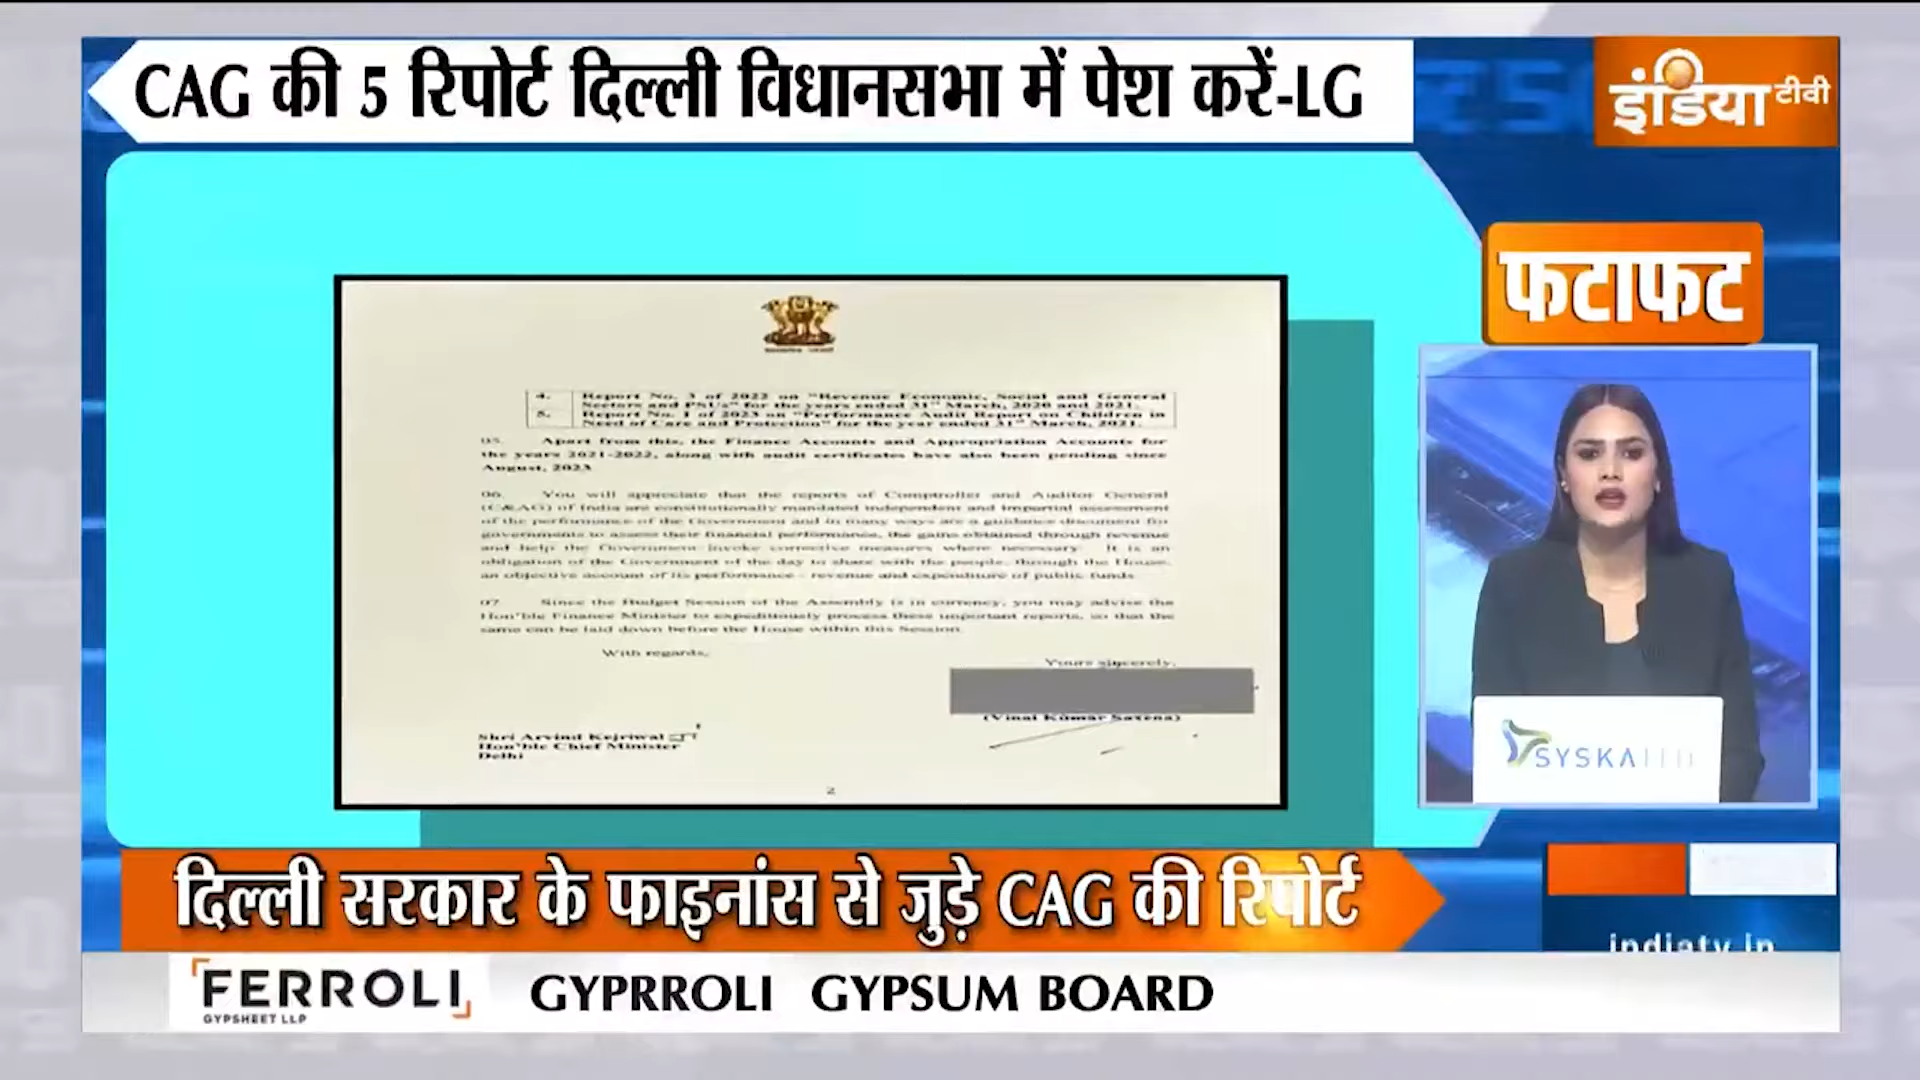 CAG की 5 रिपोर्ट दिल्ली विधानसभा में पेश करें-LG
इंडिया टीवी
फटाफट
4. Report No. 3 of 2022 on "Revenue Economic, Social and General
Sectors and PSUs" for the years ended 31st March, 2020 and 2021.
5. Report No. 1 of 2023 on "Performance Audit Report on Children in
Need of Care and Protection" for the year ended 31st March, 2021.
05. Apart from this, the Finance Accounts and Appropriation Accounts for
the years 2021-2022, along with audit certificates have also been pending since
August, 2023
06. You will appreciate that the reports of Comptroller and Auditor General
(C&AG) of India are constitutionally mandated independent and impartial assessment
of the performance of the Government and in many ways are a guidance document for
governments to assess their financial performance, the gains obtained through revenue
and help the Government invoke corrective measures where necessary. It is an
obligation of the Government of the day to share with the people, through the House,
an objective account of its performance - revenue and expenditure of public funds.
07. Since the Budget Session of the Assembly is in currency, you may advise the
Hon'ble Finance Minister to expeditiously process these important reports, so that the
same can be laid down before the House within this Session.
With regards,
Yours sincerely,
(Vinai Kumar Saxena)
Shri Arvind Kejriwal
Hon'ble Chief Minister
Delhi
2
SYSKA LED
दिल्ली सरकार के फाइनांस से जुड़े CAG की रिपोर्ट
indiatv.in
FERROLI GYPRROLI GYPSUM BOARD
GYPSHEET LLP